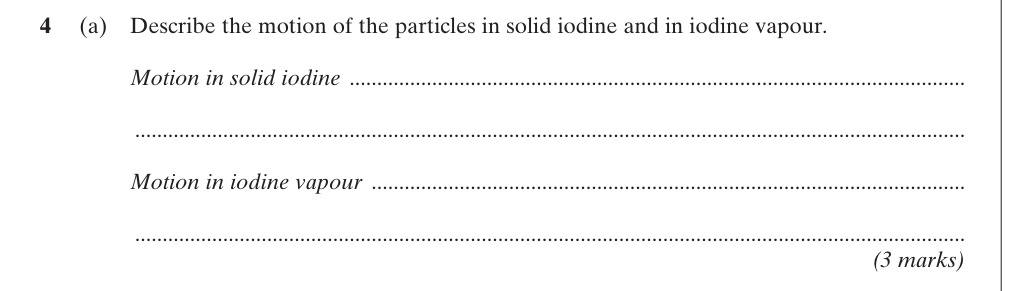 4 (a) Describe the motion of the particles in solid iodine and in iodine vapour.
Motion in solid iodine ..........................................................................................................
..........................................................................................................................................
Motion in iodine vapour ......................................................................................................
..........................................................................................................................................
(3 marks)